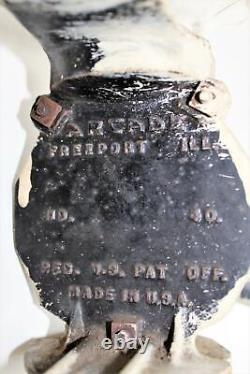 ARCADE
FREEPORT ILL.
NO. 40.
REG. U.S. PAT OFF.
MADE IN U.S.A.